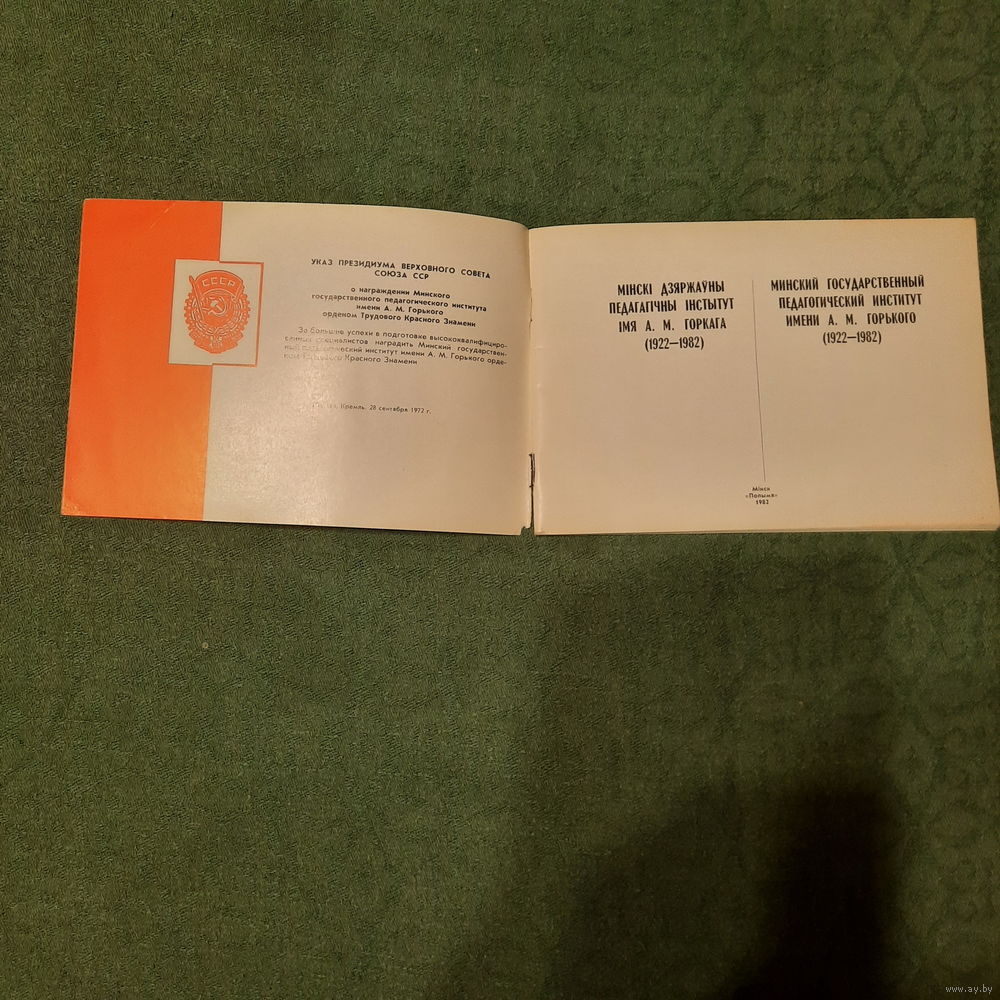 СССР
УКАЗ ПРЕЗИДИУМА ВЕРХОВНОГО СОВЕТА
СОЮЗА ССР
о награждении Минского
государственного педагогического института
имени А. М. Горького
орденом Трудового Красного Знамени
За большие успехи в подготовке высококвалифициро-
ванных специалистов наградить Минский государствен-
ный педагогический институт имени А. М. Горького орде-
ном Трудового Красного Знамени
Кремль. 28 сентября 1972 г.
МІНСКІ ДЗЯРЖАЎНЫ
ПЕДАГАГІЧНЫ ІНСТЫТУТ
ІМЯ А. М. ГОРКАГА
(1922—1982)
МИНСКИЙ ГОСУДАРСТВЕННЫЙ
ПЕДАГОГИЧЕСКИЙ ИНСТИТУТ
ИМЕНИ А. М. ГОРЬКОГО
(1922—1982)
Мінск
«Полымя»
1982
www.ay.by